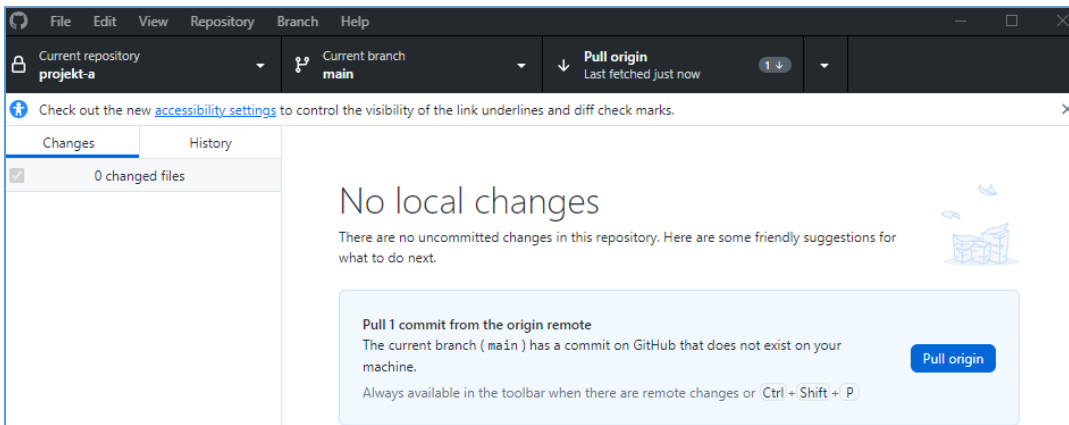 File Edit View Repository Branch Help
Current repository
projekt-a
Current branch
main
Pull origin
Last fetched just now
1
Check out the new accessibility settings to control the visibility of the link underlines and diff check marks.
Changes History
0 changed files
No local changes
There are no uncommitted changes in this repository. Here are some friendly suggestions for
what to do next.
Pull 1 commit from the origin remote
The current branch ( main ) has a commit on GitHub that does not exist on your
machine.
Pull origin
Always available in the toolbar when there are remote changes or Ctrl + Shift + P